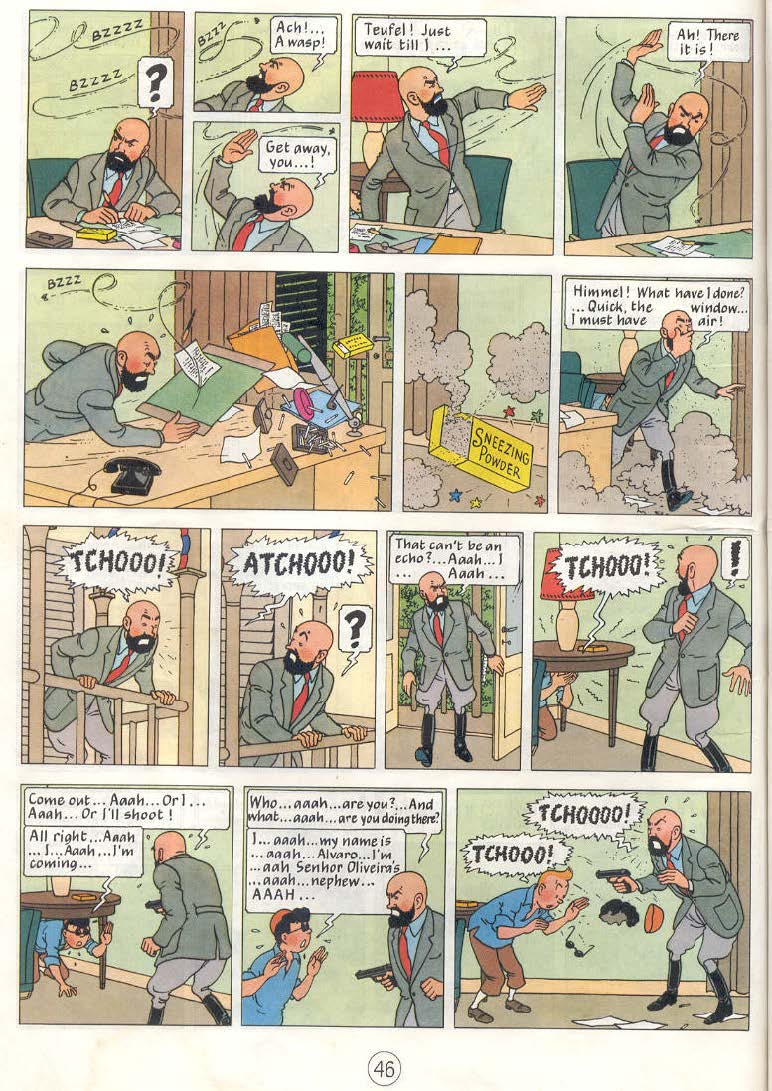 BZZZZ
BZZZZ
?
BZZZ
Ach!...
A wasp!
Get away,
you...!
Teufel! Just
wait till I ...
Ah! There
it is!
BZZZ
SNEEZING
POWDER
Himmel! What have I done?
...Quick, the window...
I must have air!
TCHOOO!
ATCHOOO!
?
That can't be an
echo?...Aaah...I
... Aaah...
TCHOOO!
!
Come out... Aaah... Or I...
Aaah... Or I'll shoot!
All right,..Aaah
...I...Aaah..,I'm
coming...
Who...aaah...are you?...And
what...aaah...are you doing there?
I... aaah...my name is
...aaah... Alvaro...I'm
...aah Senhor Oliveira's
...aaah...nephew...
AAAH...
TCHOOO!
TCHOOOO!
46